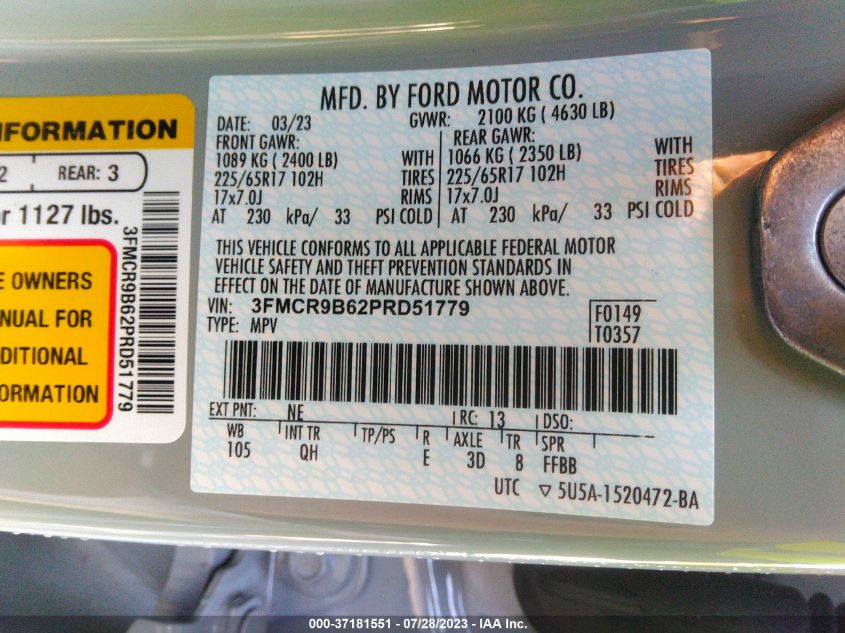 INFORMATION
2 REAR: 3
or 1127 lbs.
3FMCR9B62PRD51779
E OWNERS
ANUAL FOR
DITIONAL
FORMATION
MFD. BY FORD MOTOR CO.
DATE: 03/23 GVWR: 2100 KG ( 4630 LB)
FRONT GAWR: REAR GAWR:
1089 KG ( 2400 LB) WITH 1066 KG ( 2350 LB) WITH
225/65R17 102H TIRES 225/65R17 102H TIRES
17x7.0J RIMS 17x7.0J RIMS
AT 230 kPa/ 33 PSI COLD AT 230 kPa/ 33 PSI COLD
THIS VEHICLE CONFORMS TO ALL APPLICABLE FEDERAL MOTOR
VEHICLE SAFETY AND THEFT PREVENTION STANDARDS IN
EFFECT ON THE DATE OF MANUFACTURE SHOWN ABOVE.
VIN: 3FMCR9B62PRD51779 F0149
TYPE: MPV T0357
EXT PNT: NE RC: 13 DSO:
WB INT TR TP/PS R AXLE TR SPR
105 QH E 3D 8 FFBB
UTC ▽ 5U5A-1520472-BA
000-37181551 / 07/28/2023 - IAA Inc.